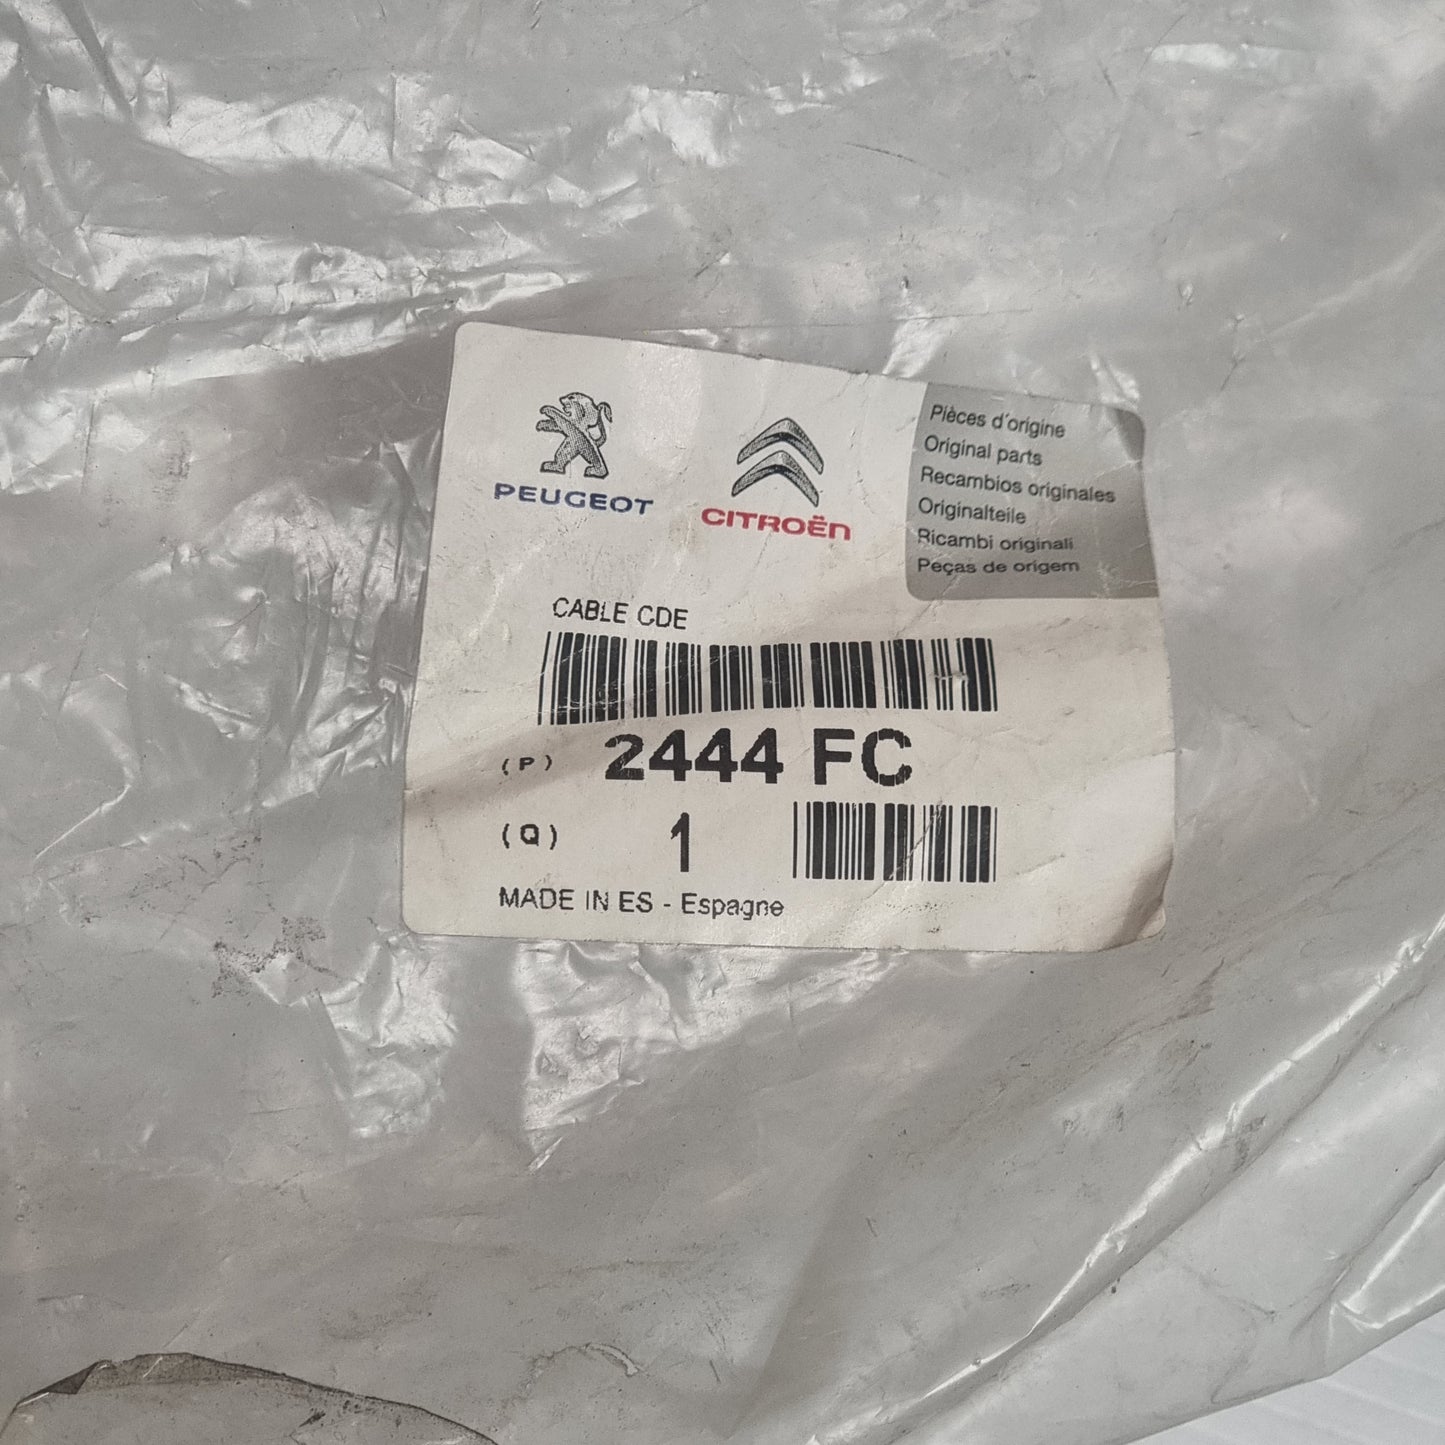 PEUGEOT
CITROËN
Pièces d'origine
Original parts
Recambios originales
Originalteile
Ricambi originali
Peças de origem
CABLE CDE
(P) 2444 FC
(Q) 1
MADE IN ES - Espagne